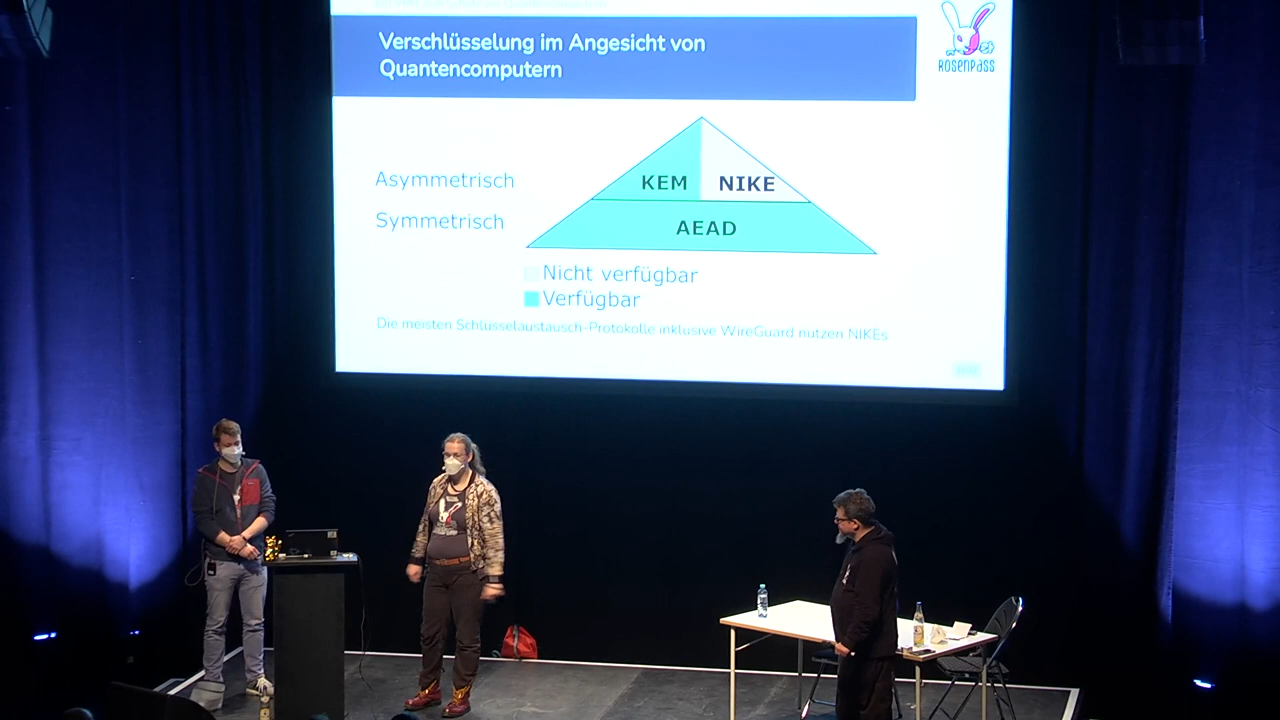 Verschlüsselung im Angesicht von
Quantencomputern
ROSENPASS
Asymmetrisch
KEM
NIKE
Symmetrisch
AEAD
Nicht verfügbar
Verfügbar
Die meisten Schlüsselaustausch-Protokolle inklusive WireGuard nutzen NIKEs